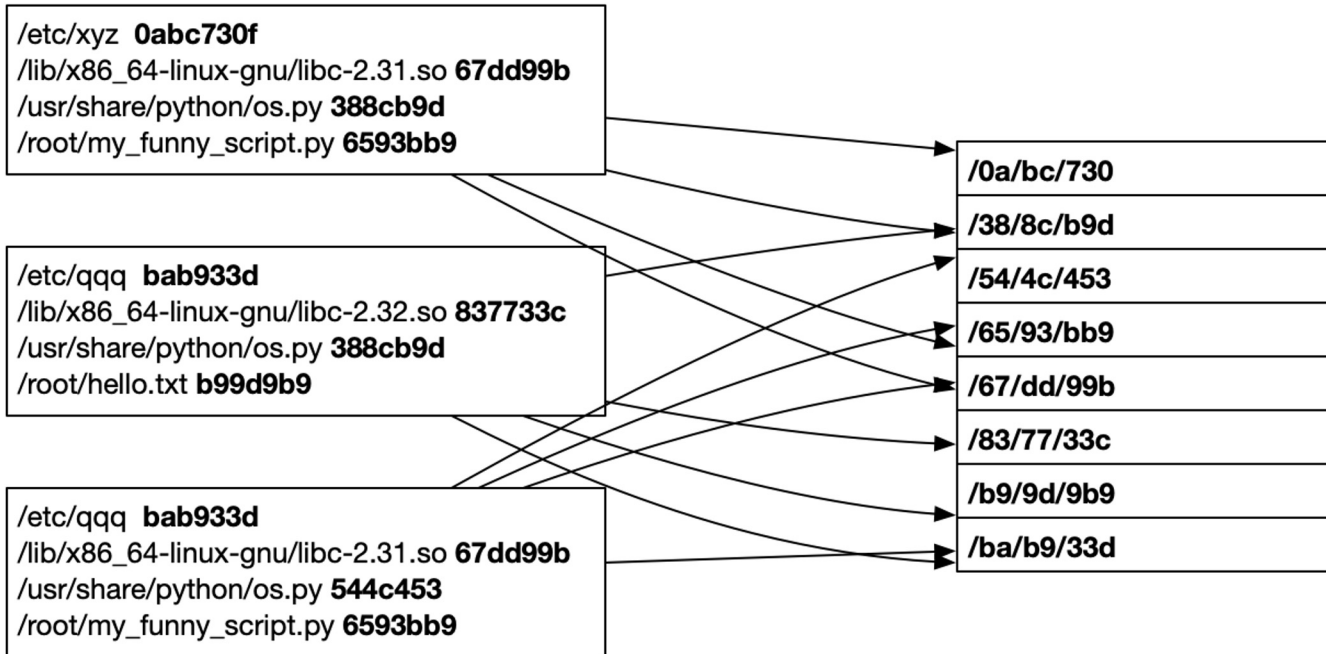 /etc/xyz 0abc730f
/lib/x86_64-linux-gnu/libc-2.31.so 67dd99b
/usr/share/python/os.py 388cb9d
/root/my_funny_script.py 6593bb9
/etc/qqq bab933d
/lib/x86_64-linux-gnu/libc-2.32.so 837733c
/usr/share/python/os.py 388cb9d
/root/hello.txt b99d9b9
/etc/qqq bab933d
/lib/x86_64-linux-gnu/libc-2.31.so 67dd99b
/usr/share/python/os.py 544c453
/root/my_funny_script.py 6593bb9
/0a/bc/730
/38/8c/b9d
/54/4c/453
/65/93/bb9
/67/dd/99b
/83/77/33c
/b9/9d/9b9
/ba/b9/33d